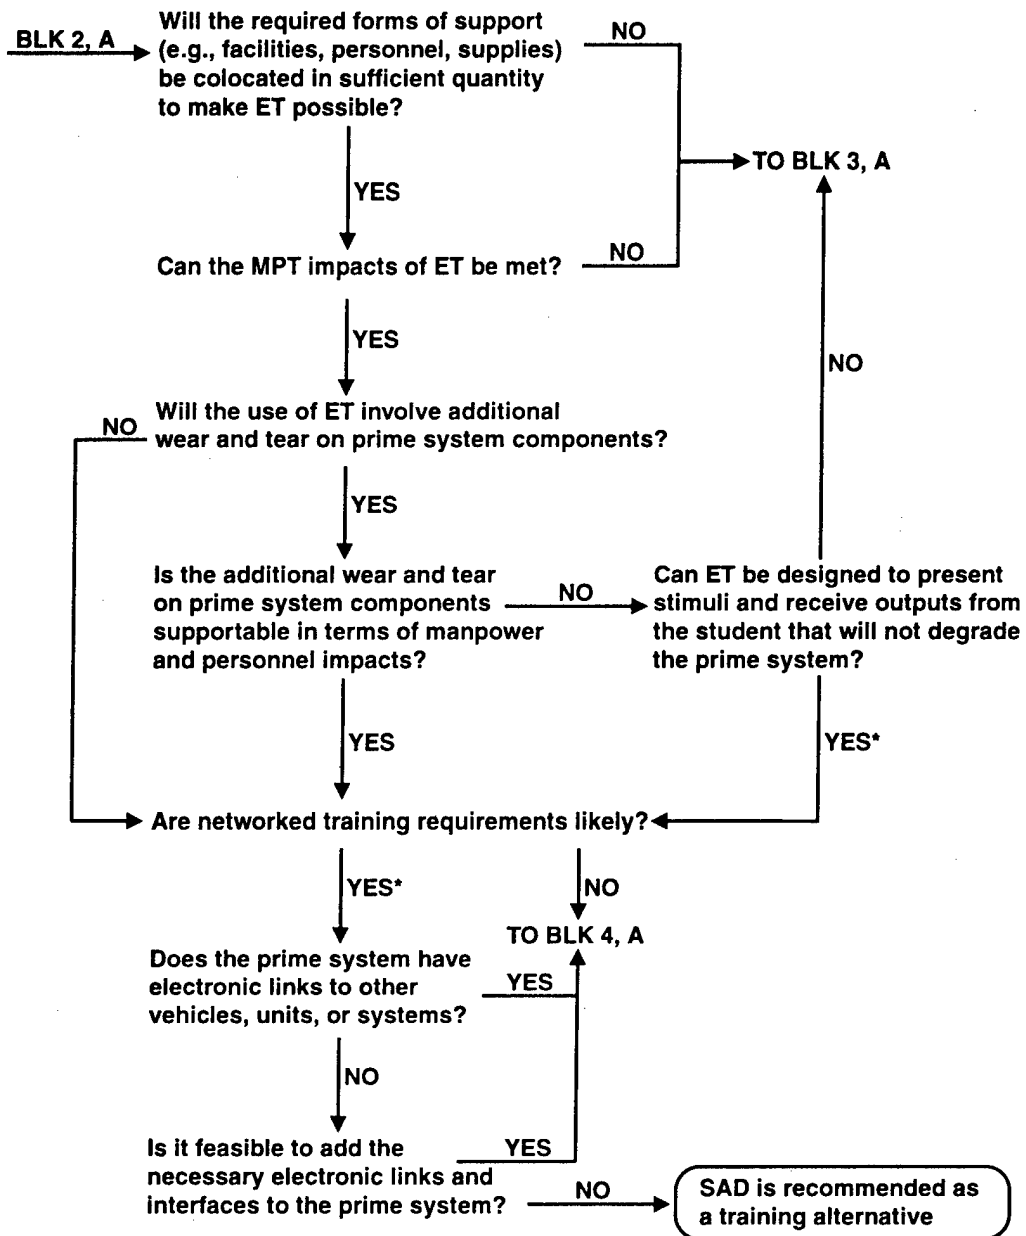 BLK 2, A
Will the required forms of support
(e.g., facilities, personnel, supplies)
be colocated in sufficient quantity
to make ET possible?
NO
YES
TO BLK 3, A
Can the MPT impacts of ET be met?
NO
YES
NO
Will the use of ET involve additional
wear and tear on prime system components?
NO
YES
Is the additional wear and tear
on prime system components
supportable in terms of manpower
and personnel impacts?
NO
Can ET be designed to present
stimuli and receive outputs from
the student that will not degrade
the prime system?
YES
YES*
Are networked training requirements likely?
YES*
NO
TO BLK 4, A
Does the prime system have
electronic links to other
vehicles, units, or systems?
YES
NO
Is it feasible to add the
necessary electronic links and
interfaces to the prime system?
YES
NO
SAD is recommended as
a training alternative